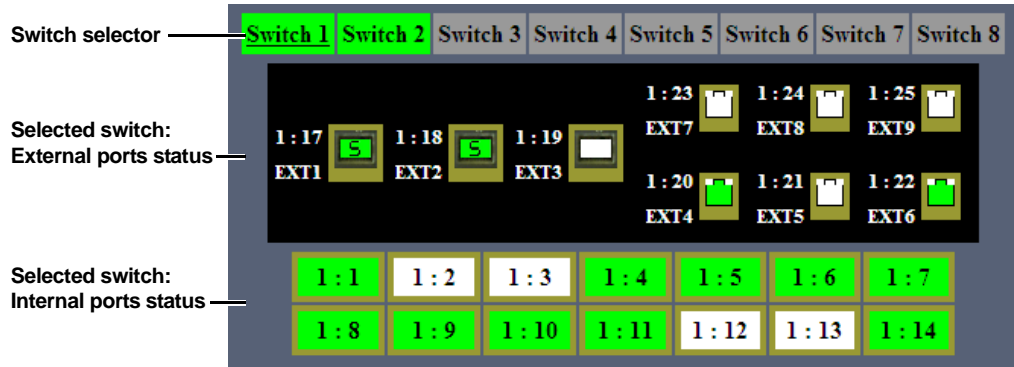 Switch selector
Switch 1 Switch 2 Switch 3 Switch 4 Switch 5 Switch 6 Switch 7 Switch 8
Selected switch:
External ports status
1:17
EXT1
S
1:18
EXT2
S
1:19
EXT3
1:23
EXT7
1:24
EXT8
1:25
EXT9
1:20
EXT4
1:21
EXT5
1:22
EXT6
Selected switch:
Internal ports status
1:1 1:2 1:3 1:4 1:5 1:6 1:7
1:8 1:9 1:10 1:11 1:12 1:13 1:14